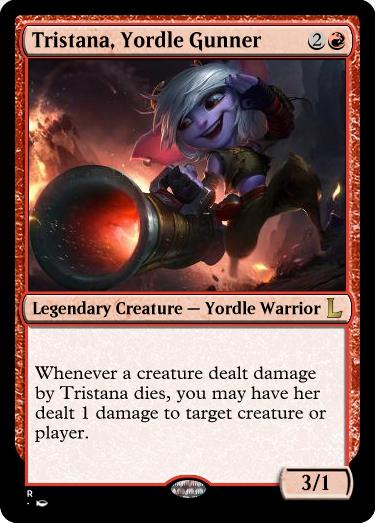 Tristana, Yordle Gunner 2
Legendary Creature — Yordle Warrior L
Whenever a creature dealt damage
by Tristana dies, you may have her
dealt 1 damage to target creature or
player.
3/1
R